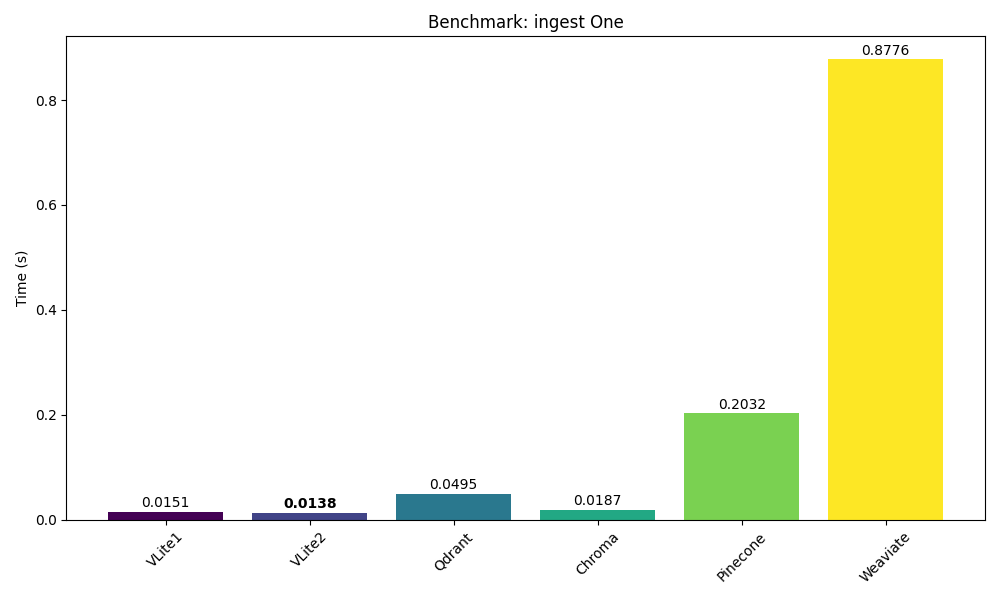 Benchmark: ingest One
0.8776
0.8
0.6
Time (s)
0.4
0.2032
0.2
0.0495
0.0187
0.0151
0.0138
0.0
VLite1
VLite2
Qdrant
Chroma
Pinecone
Weaviate